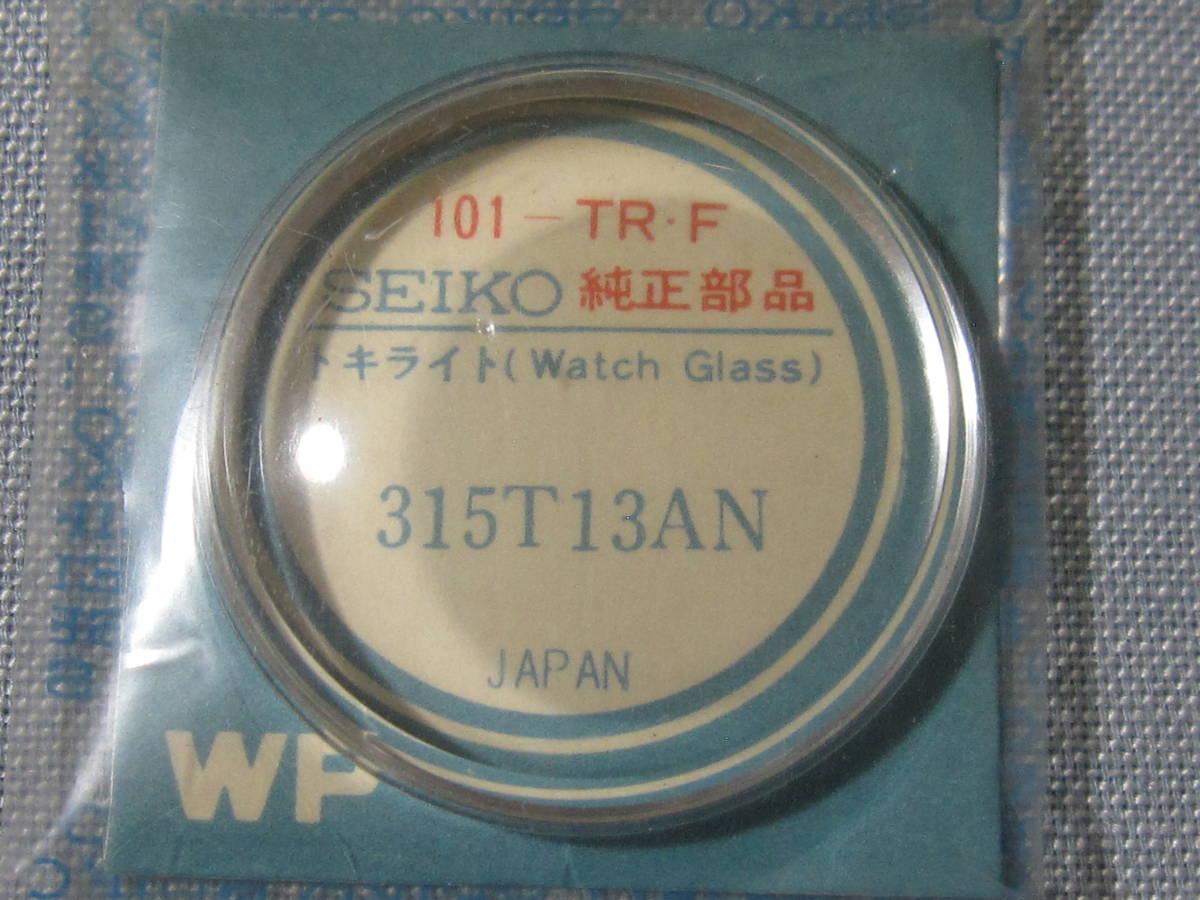 101-TR・F
SEIKO 純正部品
トキライト(Watch Glass)
315T13AN
JAPAN
WP